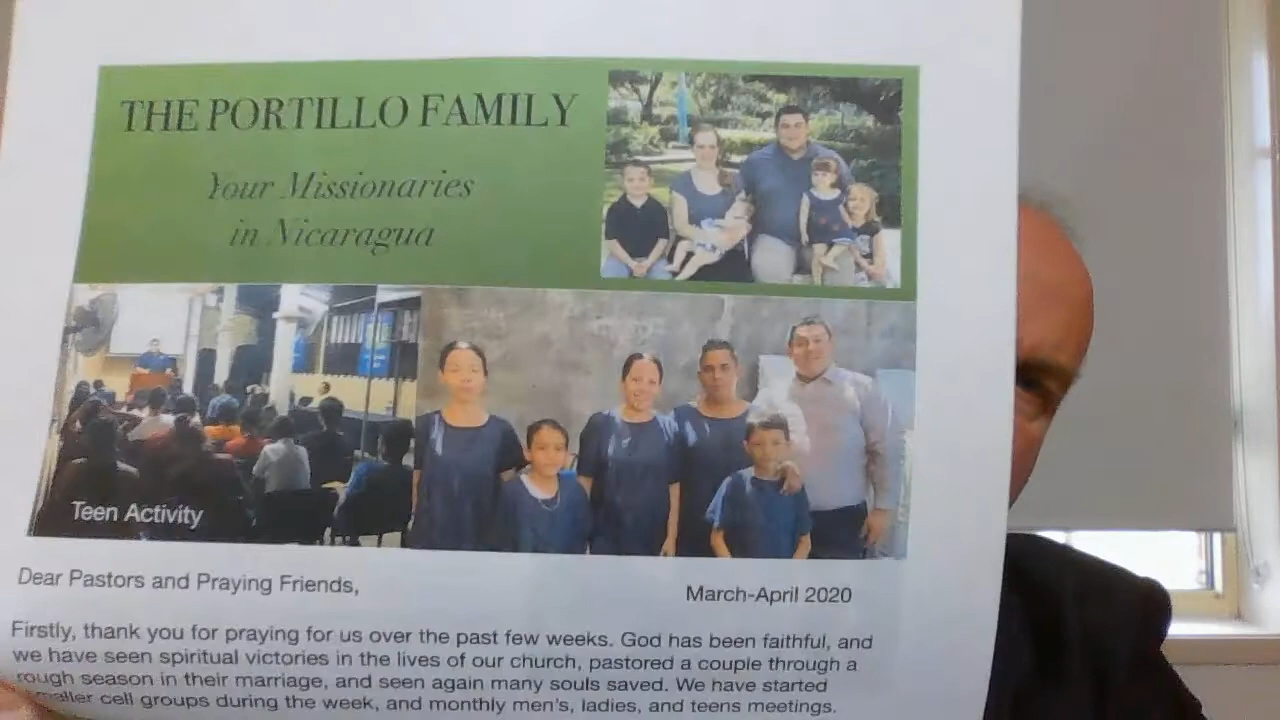 THE PORTILLO FAMILY
Your Missionaries
in Nicaragua
Teen Activity
Dear Pastors and Praying Friends,
March-April 2020
Firstly, thank you for praying for us over the past few weeks. God has been faithful, and
we have seen spiritual victories in the lives of our church, pastored a couple through a
rough season in their marriage, and seen again many souls saved. We have started
smaller cell groups during the week, and monthly men's, ladies, and teens meetings.